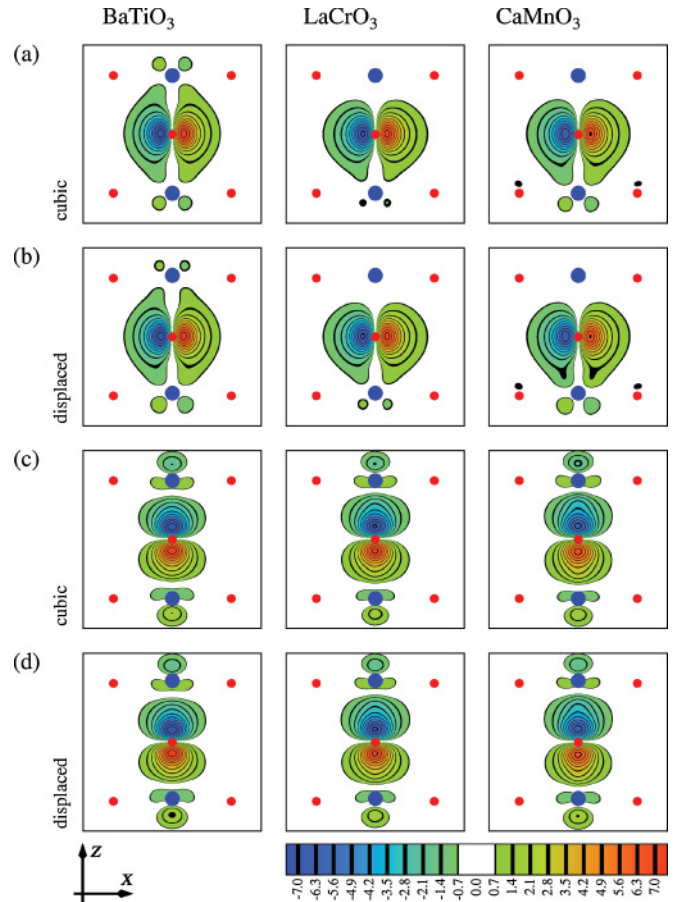 BaTiO3 LaCrO3 CaMnO3
(a)
cubic
(b)
displaced
(c)
cubic
(d)
displaced
Z
X
-7.0 -6.3 -5.6 -4.9 -4.2 -3.5 -2.8 -2.1 -1.4 -0.7 0.0 0.7 1.4 2.1 2.8 3.5 4.2 4.9 5.6 6.3 7.0